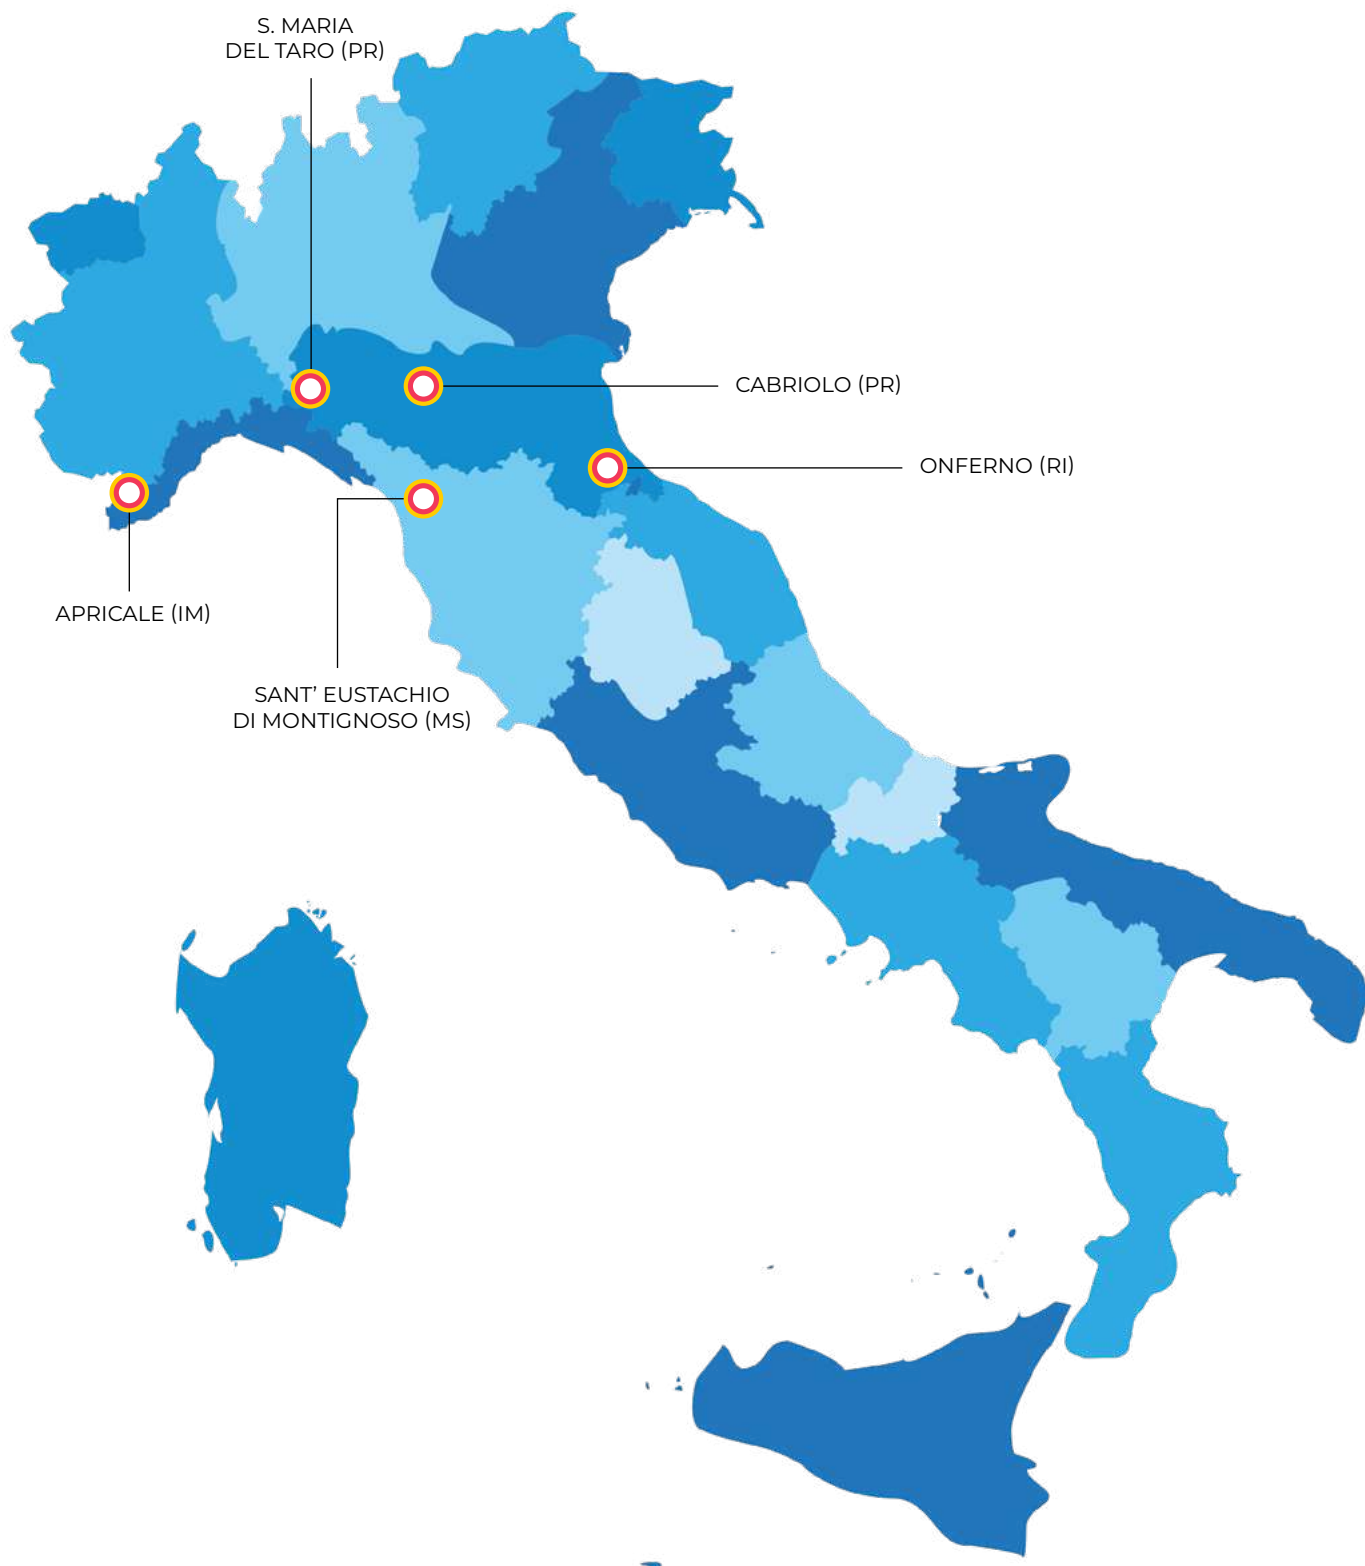 S. MARIA
DEL TARO (PR)
CABRIOLO (PR)
ONFERNO (RI)
APRICALE (IM)
SANT’ EUSTACHIO
DI MONTIGNOSO (MS)